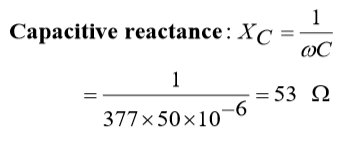 Capacitive reactance: X_C = 1/(ωC)
= 1/(377×50×10⁻⁶) = 53 Ω